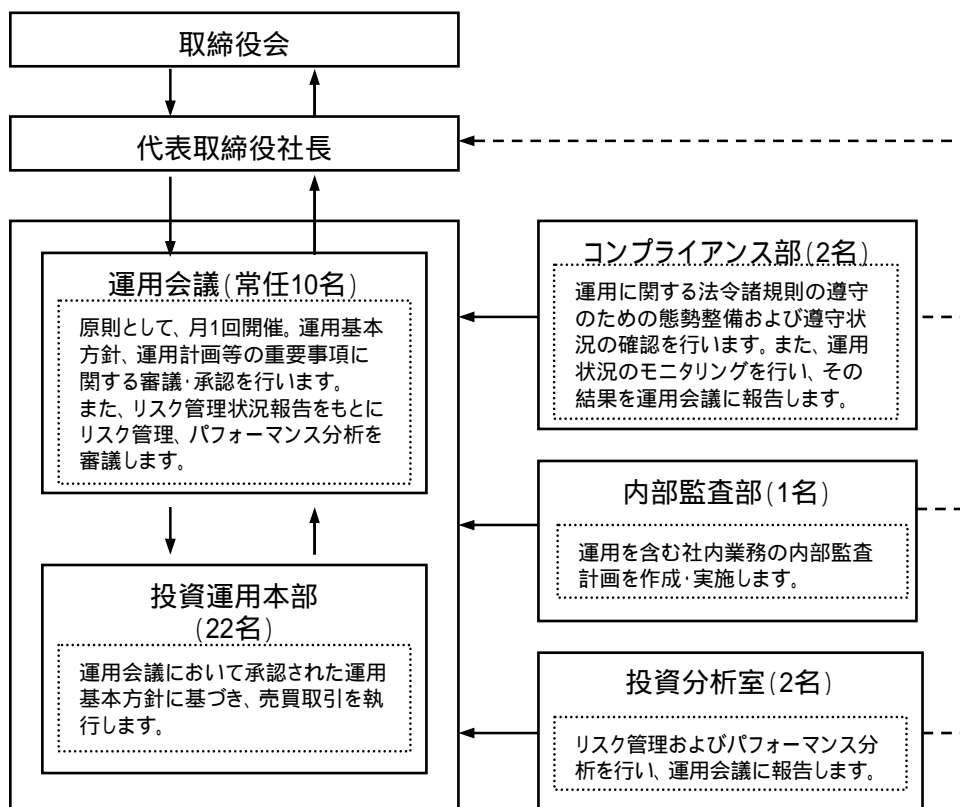 取締役会
代表取締役社長
運用会議(常任10名)
原則として、月1回開催。運用基本
方針、運用計画等の重要事項に
関する審議･承認を行います。
また、リスク管理状況報告をもとに
リスク管理、パフォーマンス分析を
審議します。
投資運用本部
(22名)
運用会議において承認された運用
基本方針に基づき、売買取引を執
行します。
コンプライアンス部(2名)
運用に関する法令諸規則の遵守
のための態勢整備および遵守状
況の確認を行います。また、運用
状況のモニタリングを行い、その
結果を運用会議に報告します。
内部監査部(1名)
運用を含む社内業務の内部監査
計画を作成･実施します。
投資分析室(2名)
リスク管理およびパフォーマンス分
析を行い、運用会議に報告します。